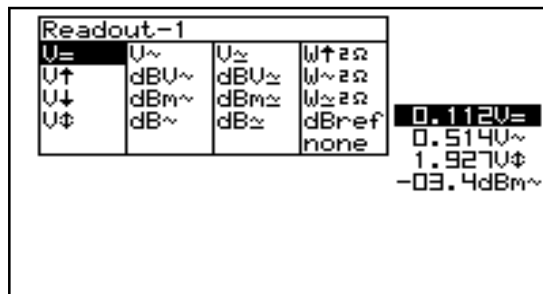 Readout-1
V= V~ V≃ W↑2Ω
V↑ dBV~ dBV≃ W~2Ω
V↓ dBm~ dBm≃ W≃2Ω
V⇕ dB~ dB≃ dBref
none
0.112V=
0.514V~
1.927V⇕
-03.4dBm~